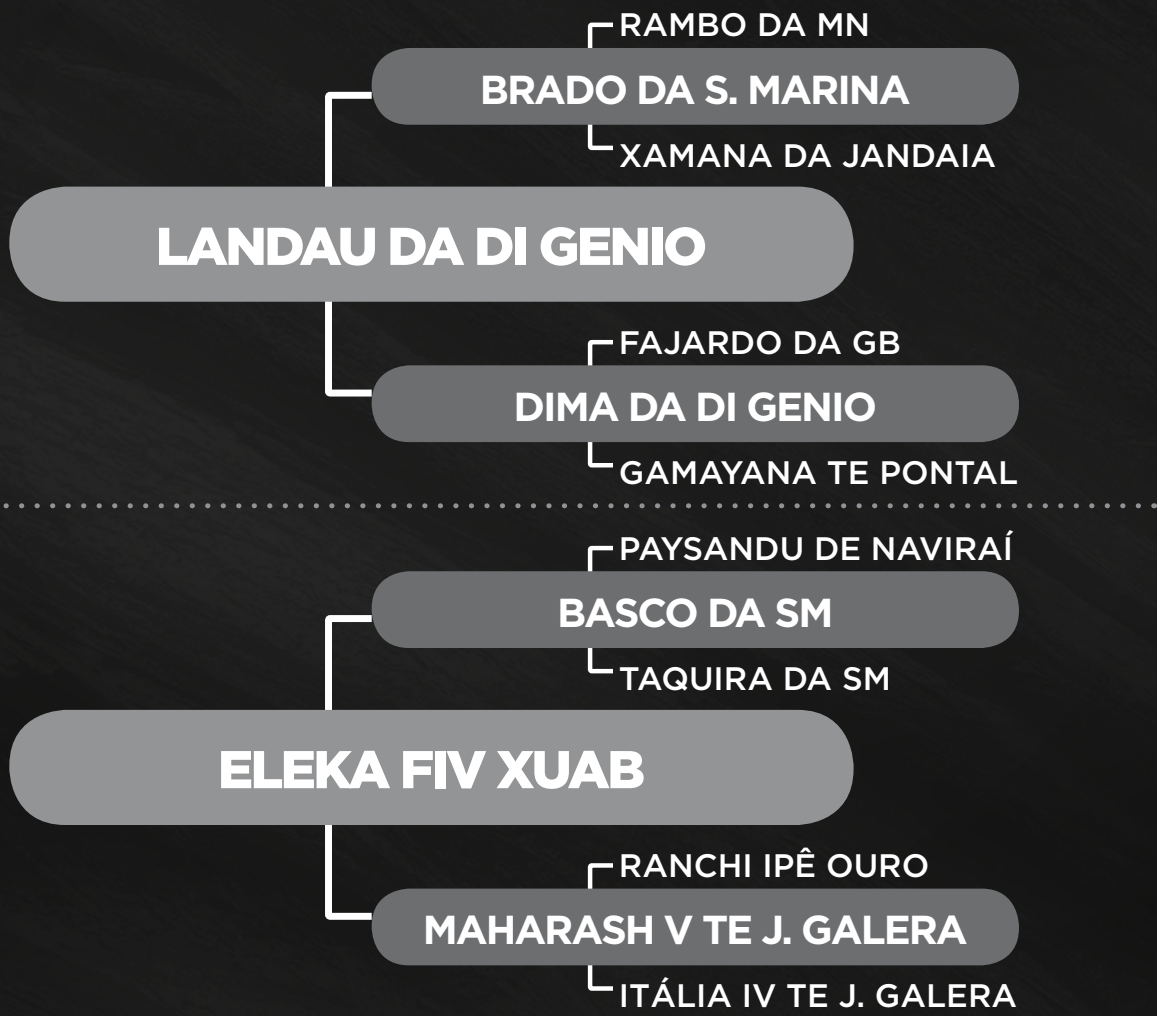 RAMBO DA MN
BRADO DA S. MARINA
XAMANA DA JANDAIA
LANDAU DA DI GENIO
FAJARDO DA GB
DIMA DA DI GENIO
GAMAYANA TE PONTAL
PAYSANDU DE NAVIRAÍ
BASCO DA SM
TAQUIRA DA SM
ELEKA FIV XUAB
RANCHI IPÊ OURO
MAHARASH V TE J. GALERA
ITÁLIA IV TE J. GALERA